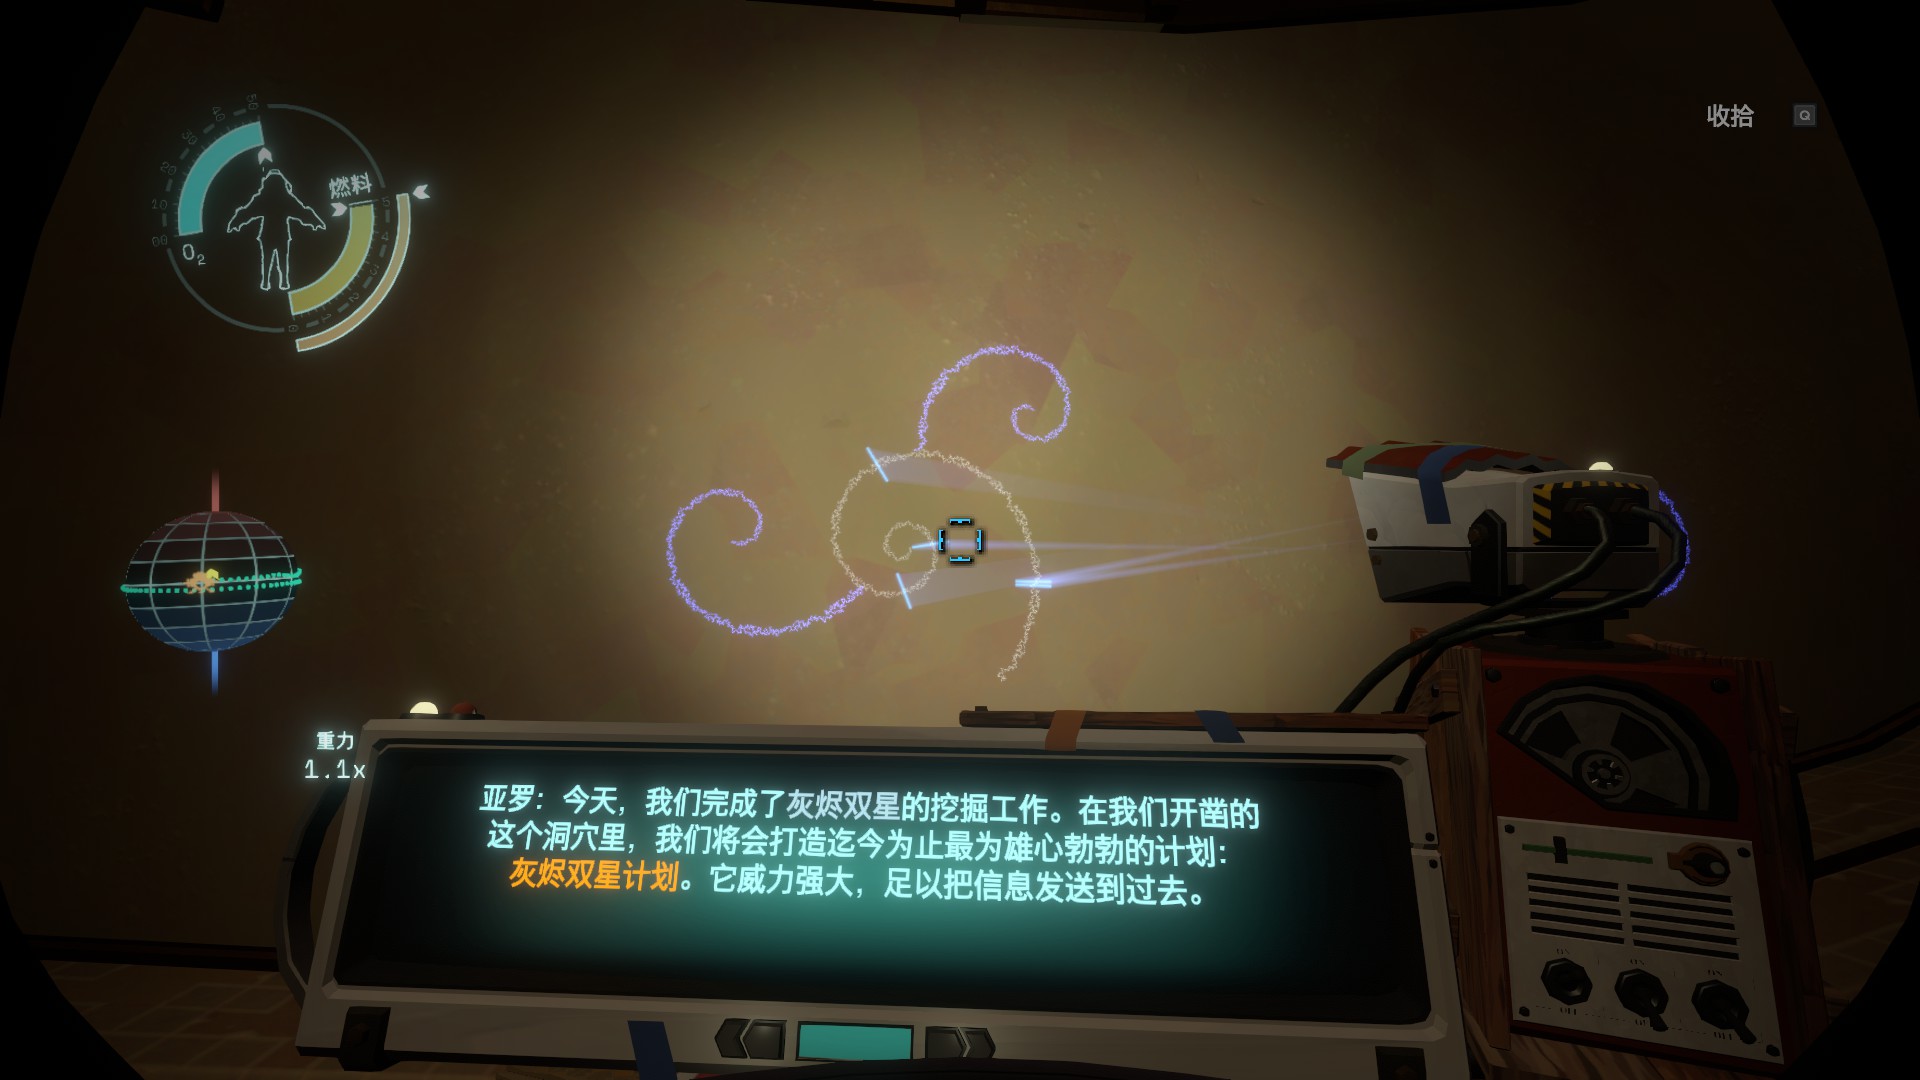 收拾 Q
燃料
O2
重力
1.1x
亚罗：今天，我们完成了灰烬双星的挖掘工作。在我们开凿的
这个洞穴里，我们将会打造迄今为止最为雄心勃勃的计划：
灰烬双星计划。它威力强大，足以把信息发送到过去。